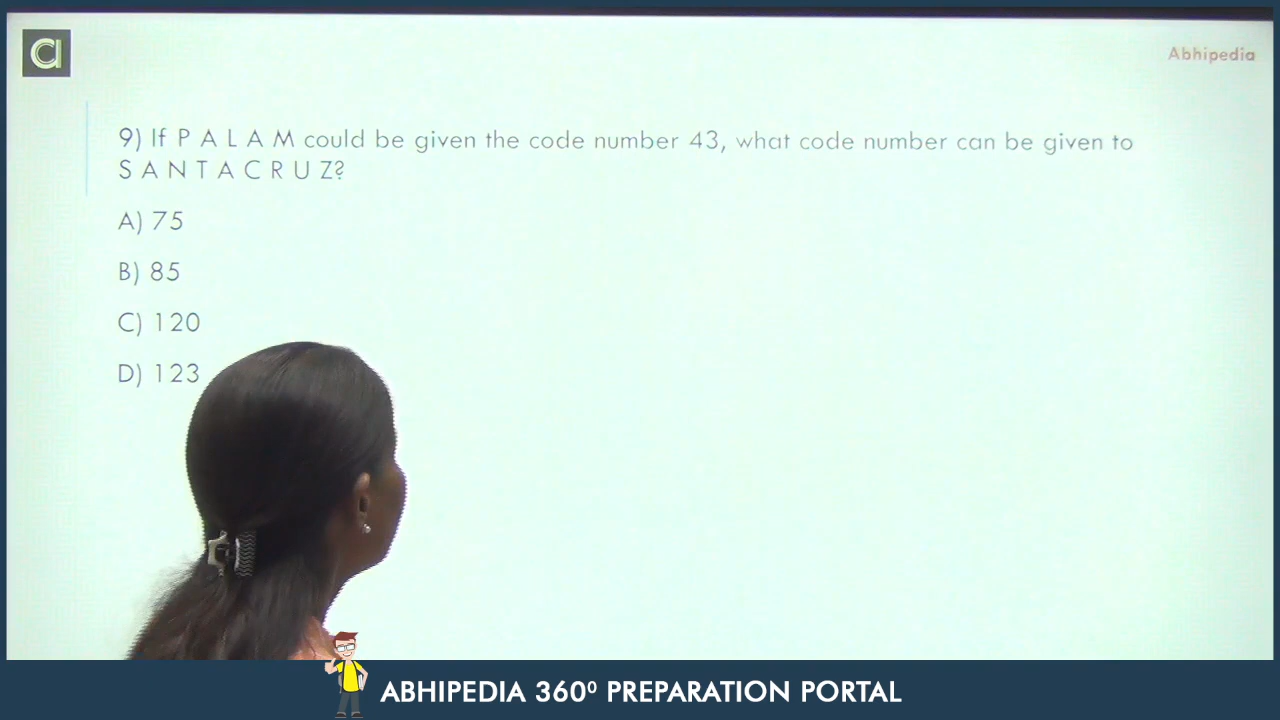 Abhipedia
9) If P A L A M could be given the code number 43, what code number can be given to
S A N T A C R U Z?
A) 75
B) 85
C) 120
D) 123
ABHIPEDIA 360⁰ PREPARATION PORTAL